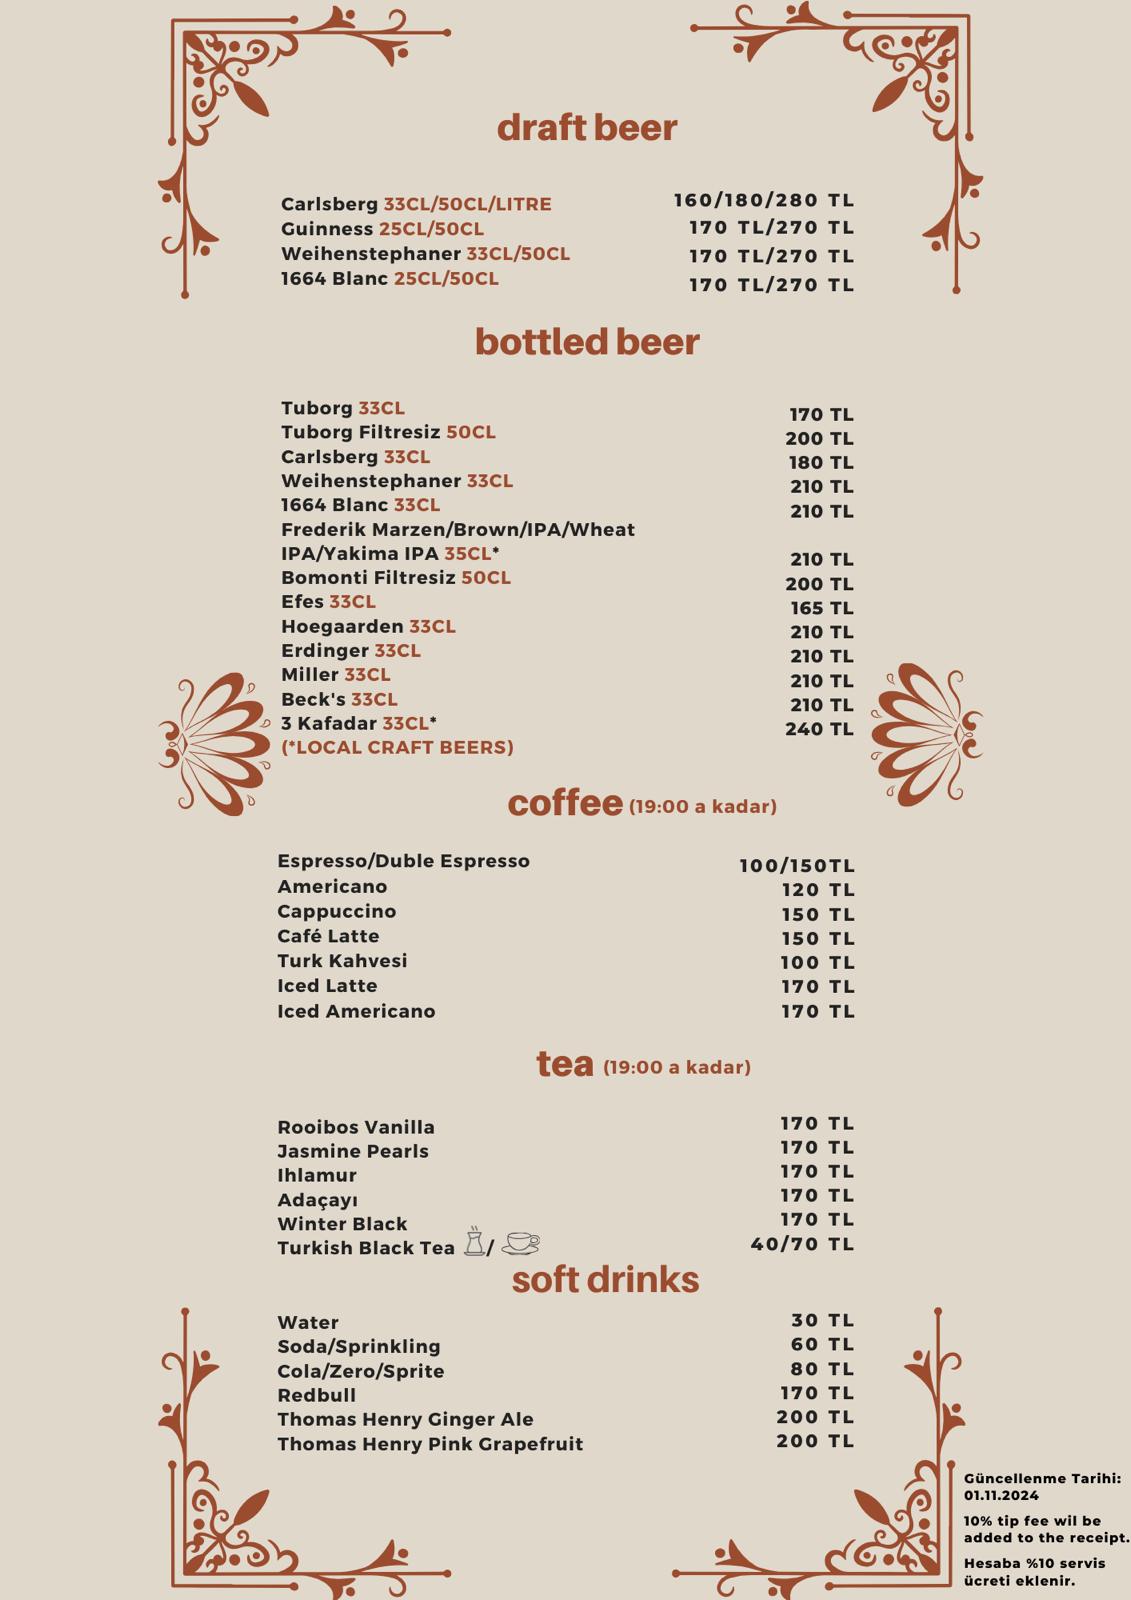 draft beer
Carlsberg 33CL/50CL/LITRE 160/180/280 TL
Guinness 25CL/50CL 170 TL/270 TL
Weihenstephaner 33CL/50CL 170 TL/270 TL
1664 Blanc 25CL/50CL 170 TL/270 TL
bottled beer
Tuborg 33CL 170 TL
Tuborg Filtresiz 50CL 200 TL
Carlsberg 33CL 180 TL
Weihenstephaner 33CL 210 TL
1664 Blanc 33CL 210 TL
Frederik Marzen/Brown/IPA/Wheat
IPA/Yakima IPA 35CL* 210 TL
Bomonti Filtresiz 50CL 200 TL
Efes 33CL 165 TL
Hoegaarden 33CL 210 TL
Erdinger 33CL 210 TL
Miller 33CL 210 TL
Beck's 33CL 210 TL
3 Kafadar 33CL* 240 TL
(*LOCAL CRAFT BEERS)
coffee (19:00 a kadar)
Espresso/Duble Espresso 100/150TL
Americano 120 TL
Cappuccino 150 TL
Café Latte 150 TL
Turk Kahvesi 100 TL
Iced Latte 170 TL
Iced Americano 170 TL
tea (19:00 a kadar)
Rooibos Vanilla 170 TL
Jasmine Pearls 170 TL
Ihlamur 170 TL
Adaçayı 170 TL
Winter Black 170 TL
Turkish Black Tea / 40/70 TL
soft drinks
Water 30 TL
Soda/Sprinkling 60 TL
Cola/Zero/Sprite 80 TL
Redbull 170 TL
Thomas Henry Ginger Ale 200 TL
Thomas Henry Pink Grapefruit 200 TL
Güncellenme Tarihi:
01.11.2024
10% tip fee wil be
added to the receipt.
Hesaba %10 servis
ücreti eklenir.